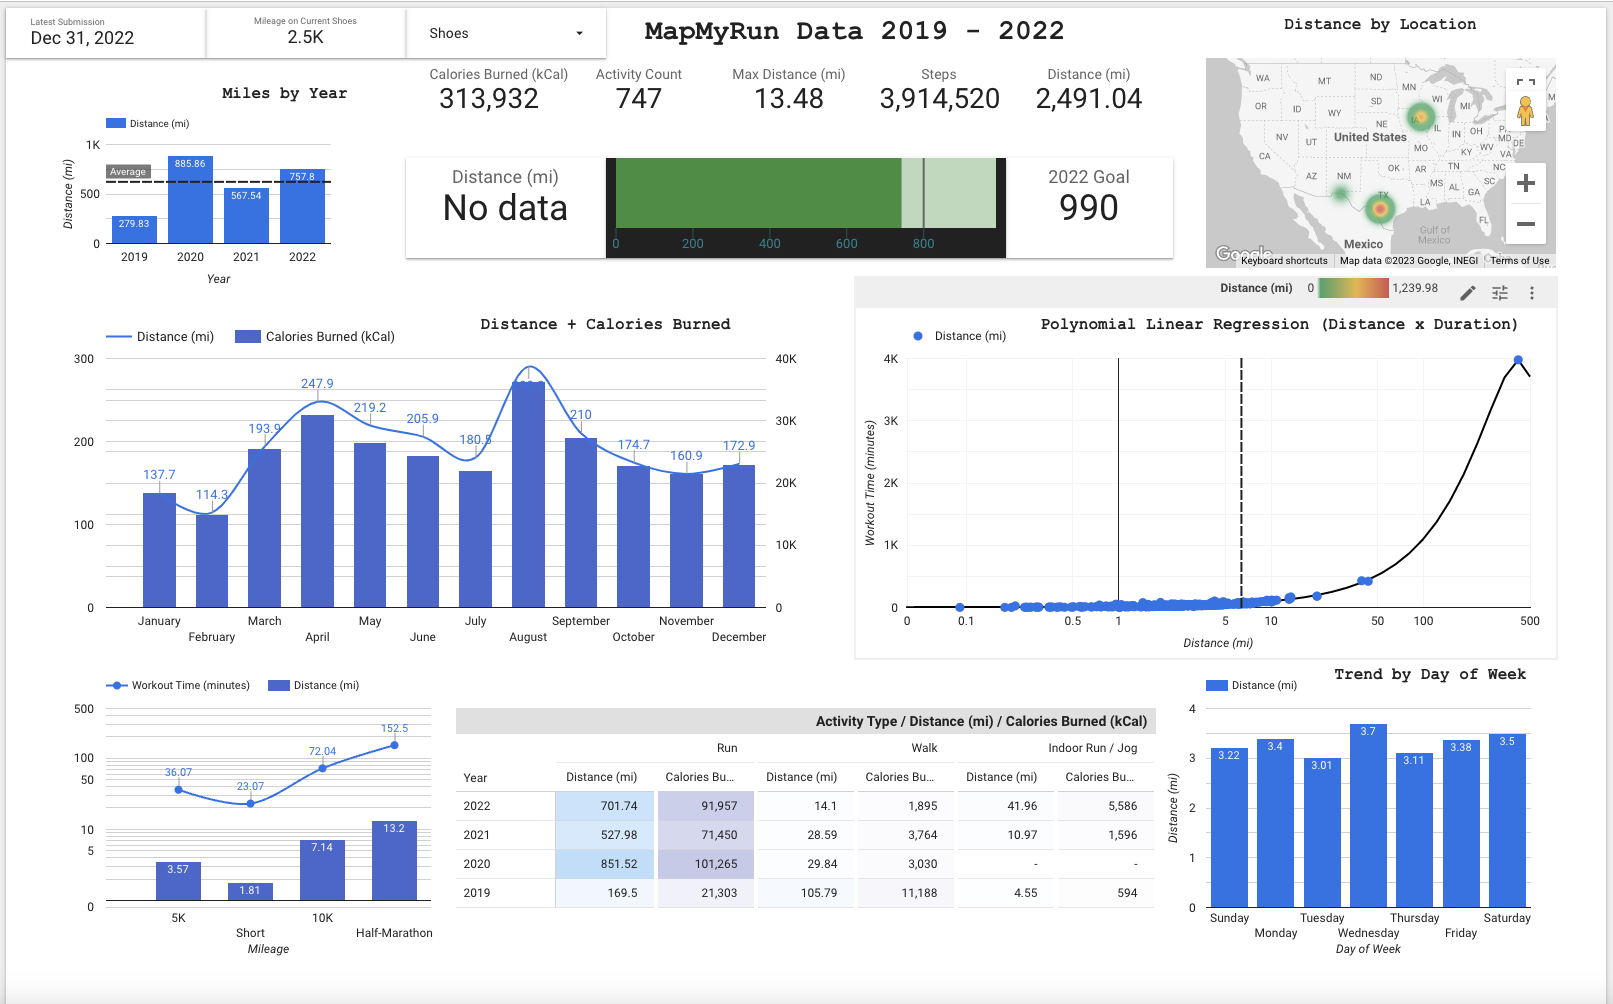 Latest Submission
Dec 31, 2022
Mileage on Current Shoes
2.5K
Shoes
MapMyRun Data 2019 - 2022
Distance by Location
Calories Burned (kCal)
313,932
Activity Count
747
Max Distance (mi)
13.48
Steps
3,914,520
Distance (mi)
2,491.04
Miles by Year
Distance (mi)
1K
500
0
Distance (mi)
Average
279.83
885.86
567.54
757.8
2019 2020 2021 2022
Year
Distance (mi)
No data
0 200 400 600 800
2022 Goal
990
WA MT ND MN
OR ID WY SD WI MI
NV UT NE IA IL IN OH
United States
CA MO KY WV VA MD DE
AZ NM OK AR TN NC
TX MS AL GA SC
LA FL
Gulf of
Mexico
Mexico
Google
Keyboard shortcuts Map data ©2023 Google, INEGI Terms of Use
Distance (mi) 0 1,239.98
Distance + Calories Burned
Distance (mi) Calories Burned (kCal)
300
200
100
0
40K
30K
20K
10K
0
137.7
114.3
193.9
247.9
219.2
205.9
180.5
210
174.7
160.9
172.9
January
February
March
April
May
June
July
August
September
October
November
December
Polynomial Linear Regression (Distance x Duration)
Distance (mi)
4K
3K
2K
1K
0
Workout Time (minutes)
0 0.1 0.5 1 5 10 50 100 500
Distance (mi)
Workout Time (minutes) Distance (mi)
500
100
50
10
5
0
36.07
23.07
72.04
152.5
3.57
1.81
7.14
13.2
5K
Short
10K
Half-Marathon
Mileage
Activity Type / Distance (mi) / Calories Burned (kCal)
Run Walk Indoor Run / Jog
Year Distance (mi) Calories Bu... Distance (mi) Calories Bu... Distance (mi) Calories Bu...
2022 701.74 91,957 14.1 1,895 41.96 5,586
2021 527.98 71,450 28.59 3,764 10.97 1,596
2020 851.52 101,265 29.84 3,030 - -
2019 169.5 21,303 105.79 11,188 4.55 594
Trend by Day of Week
Distance (mi)
4
3
2
1
0
Distance (mi)
3.22
3.4
3.01
3.7
3.11
3.38
3.5
Sunday
Monday
Tuesday
Wednesday
Thursday
Friday
Saturday
Day of Week